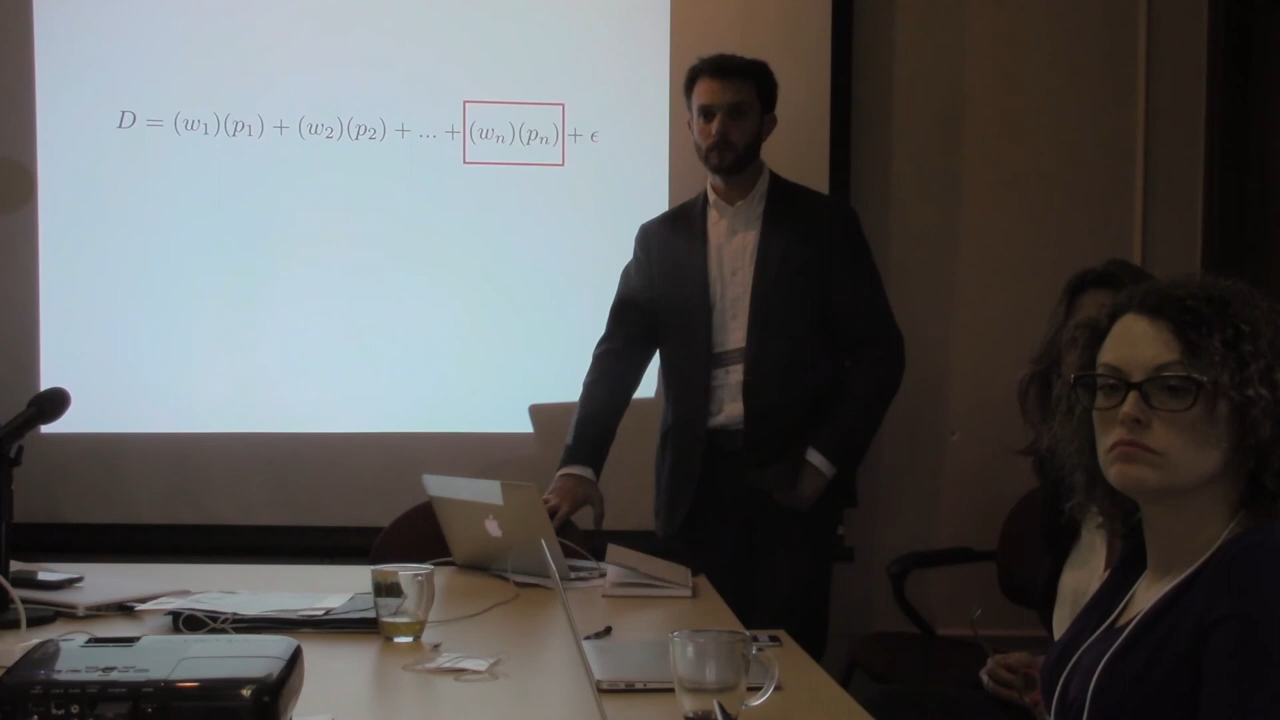 D = (w₁)(p₁) + (w₂)(p₂) + ... + (wₙ)(pₙ) + ϵ